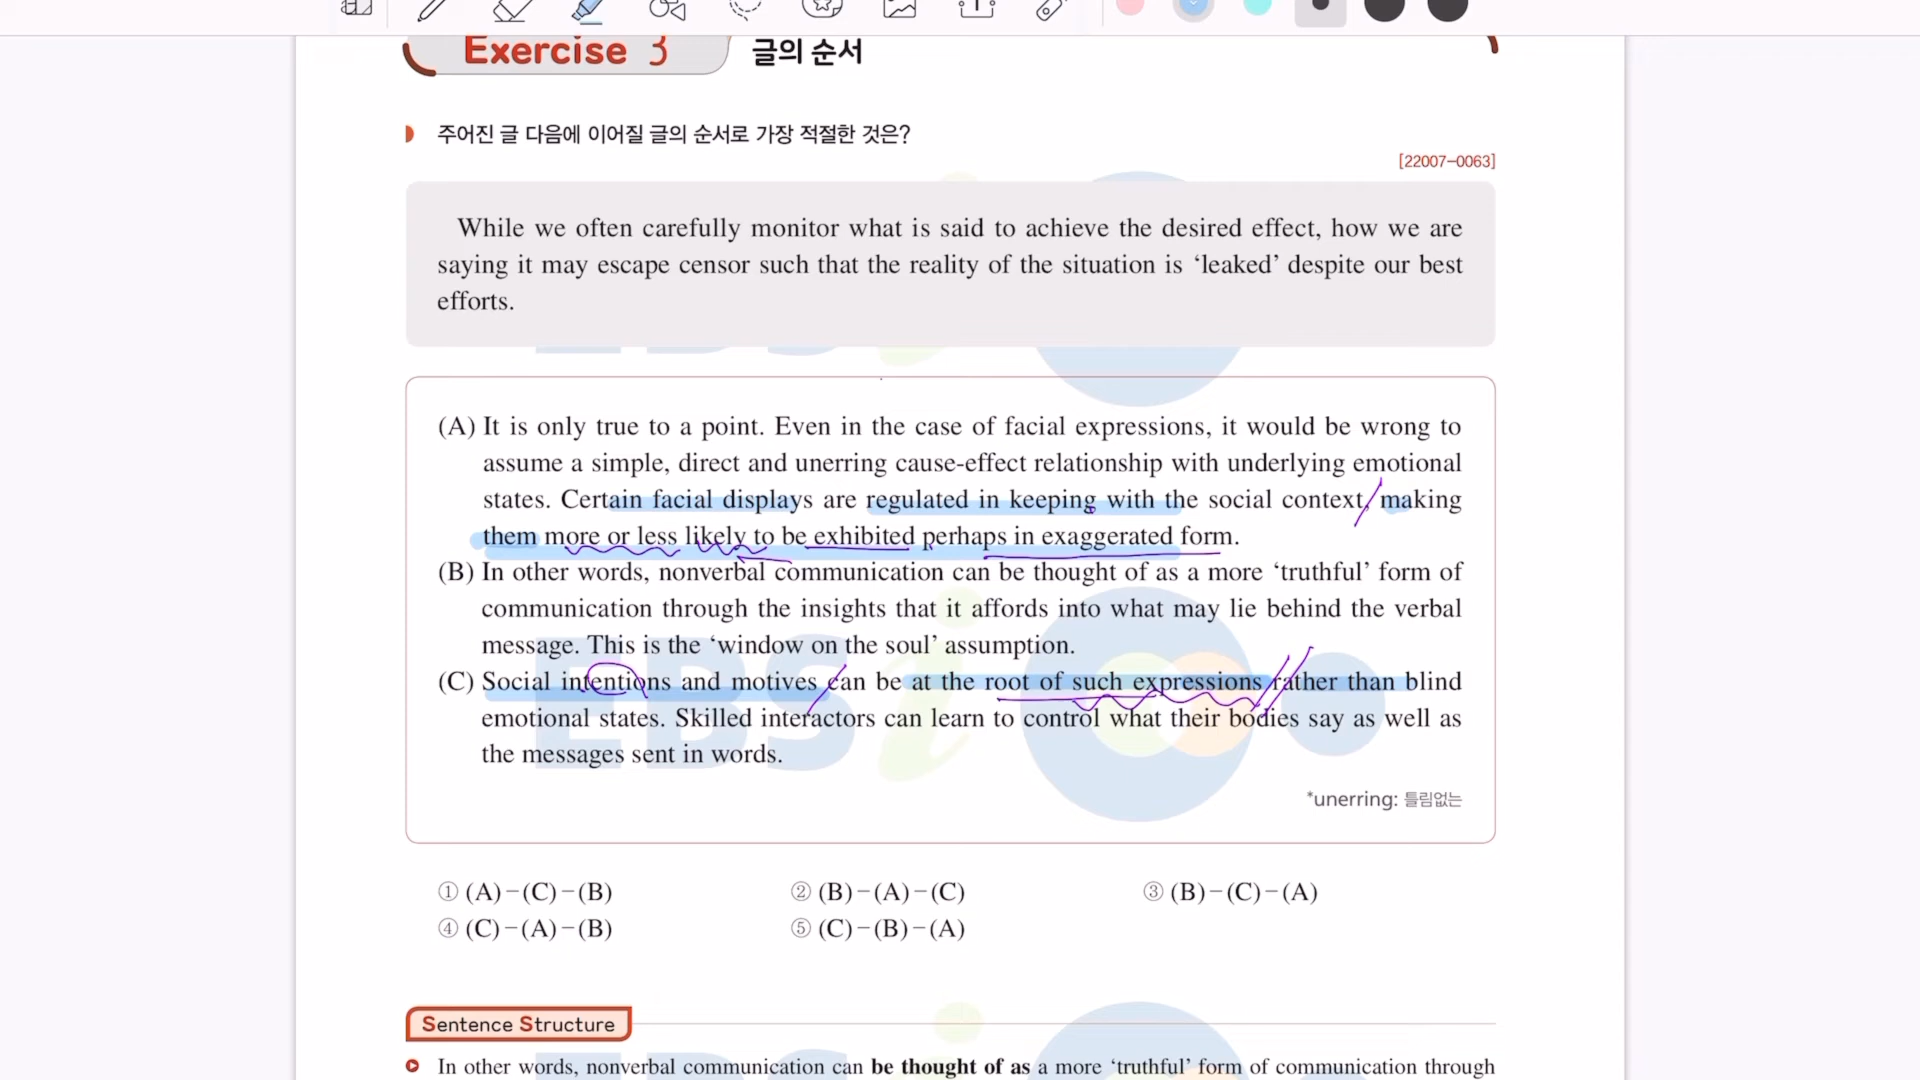 Exercise 3 글의 순서
주어진 글 다음에 이어질 글의 순서로 가장 적절한 것은?
[22007-0063]
While we often carefully monitor what is said to achieve the desired effect, how we are
saying it may escape censor such that the reality of the situation is ‘leaked’ despite our best
efforts.
(A) It is only true to a point. Even in the case of facial expressions, it would be wrong to
assume a simple, direct and unerring cause-effect relationship with underlying emotional
states. Certain facial displays are regulated in keeping with the social context, making
them more or less likely to be exhibited perhaps in exaggerated form.
(B) In other words, nonverbal communication can be thought of as a more ‘truthful’ form of
communication through the insights that it affords into what may lie behind the verbal
message. This is the ‘window on the soul’ assumption.
(C) Social intentions and motives can be at the root of such expressions rather than blind
emotional states. Skilled interactors can learn to control what their bodies say as well as
the messages sent in words.
*unerring: 틀림없는
① (A)-(C)-(B) ② (B)-(A)-(C) ③ (B)-(C)-(A)
④ (C)-(A)-(B) ⑤ (C)-(B)-(A)
Sentence Structure
In other words, nonverbal communication can be thought of as a more ‘truthful’ form of communication through
EBSi